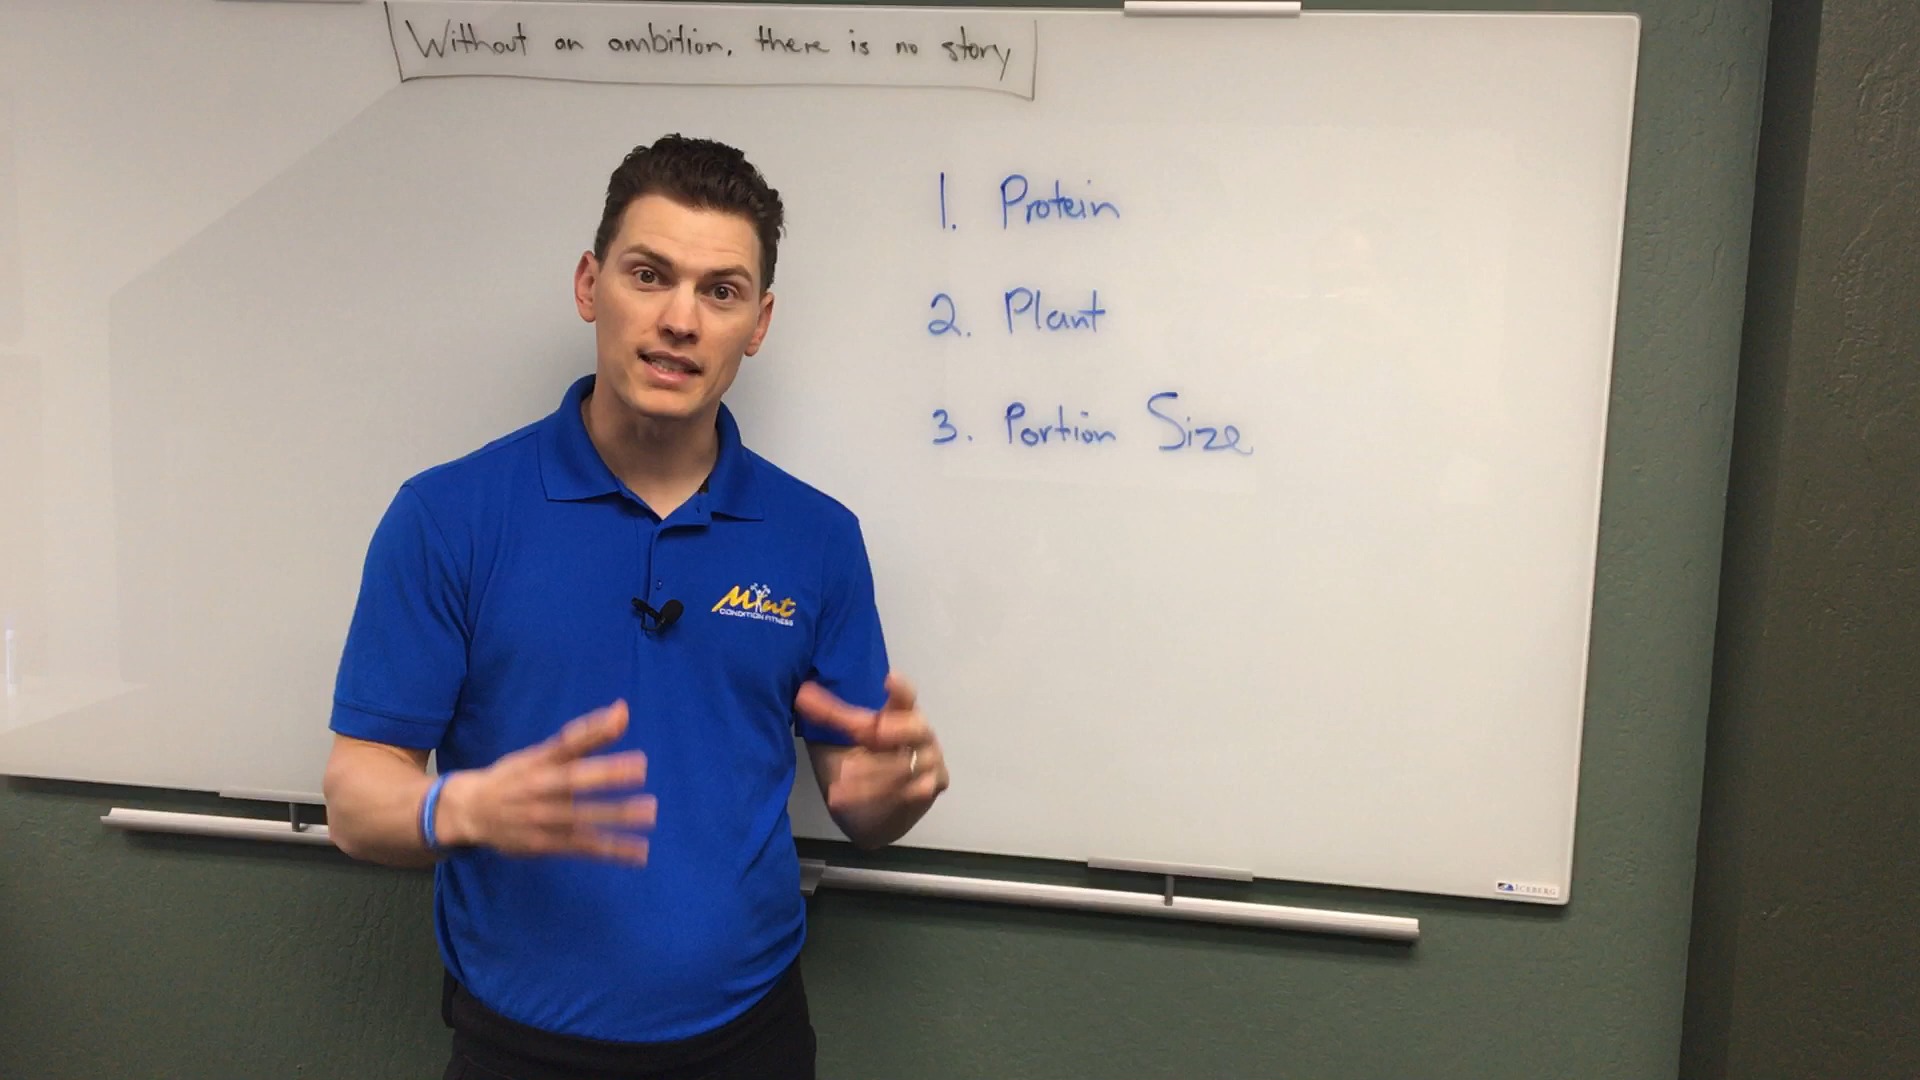 Without an ambition, there is no story
1. Protein
2. Plant
3. Portion Size
Mint
CONDITION FITNESS
ICEBERG